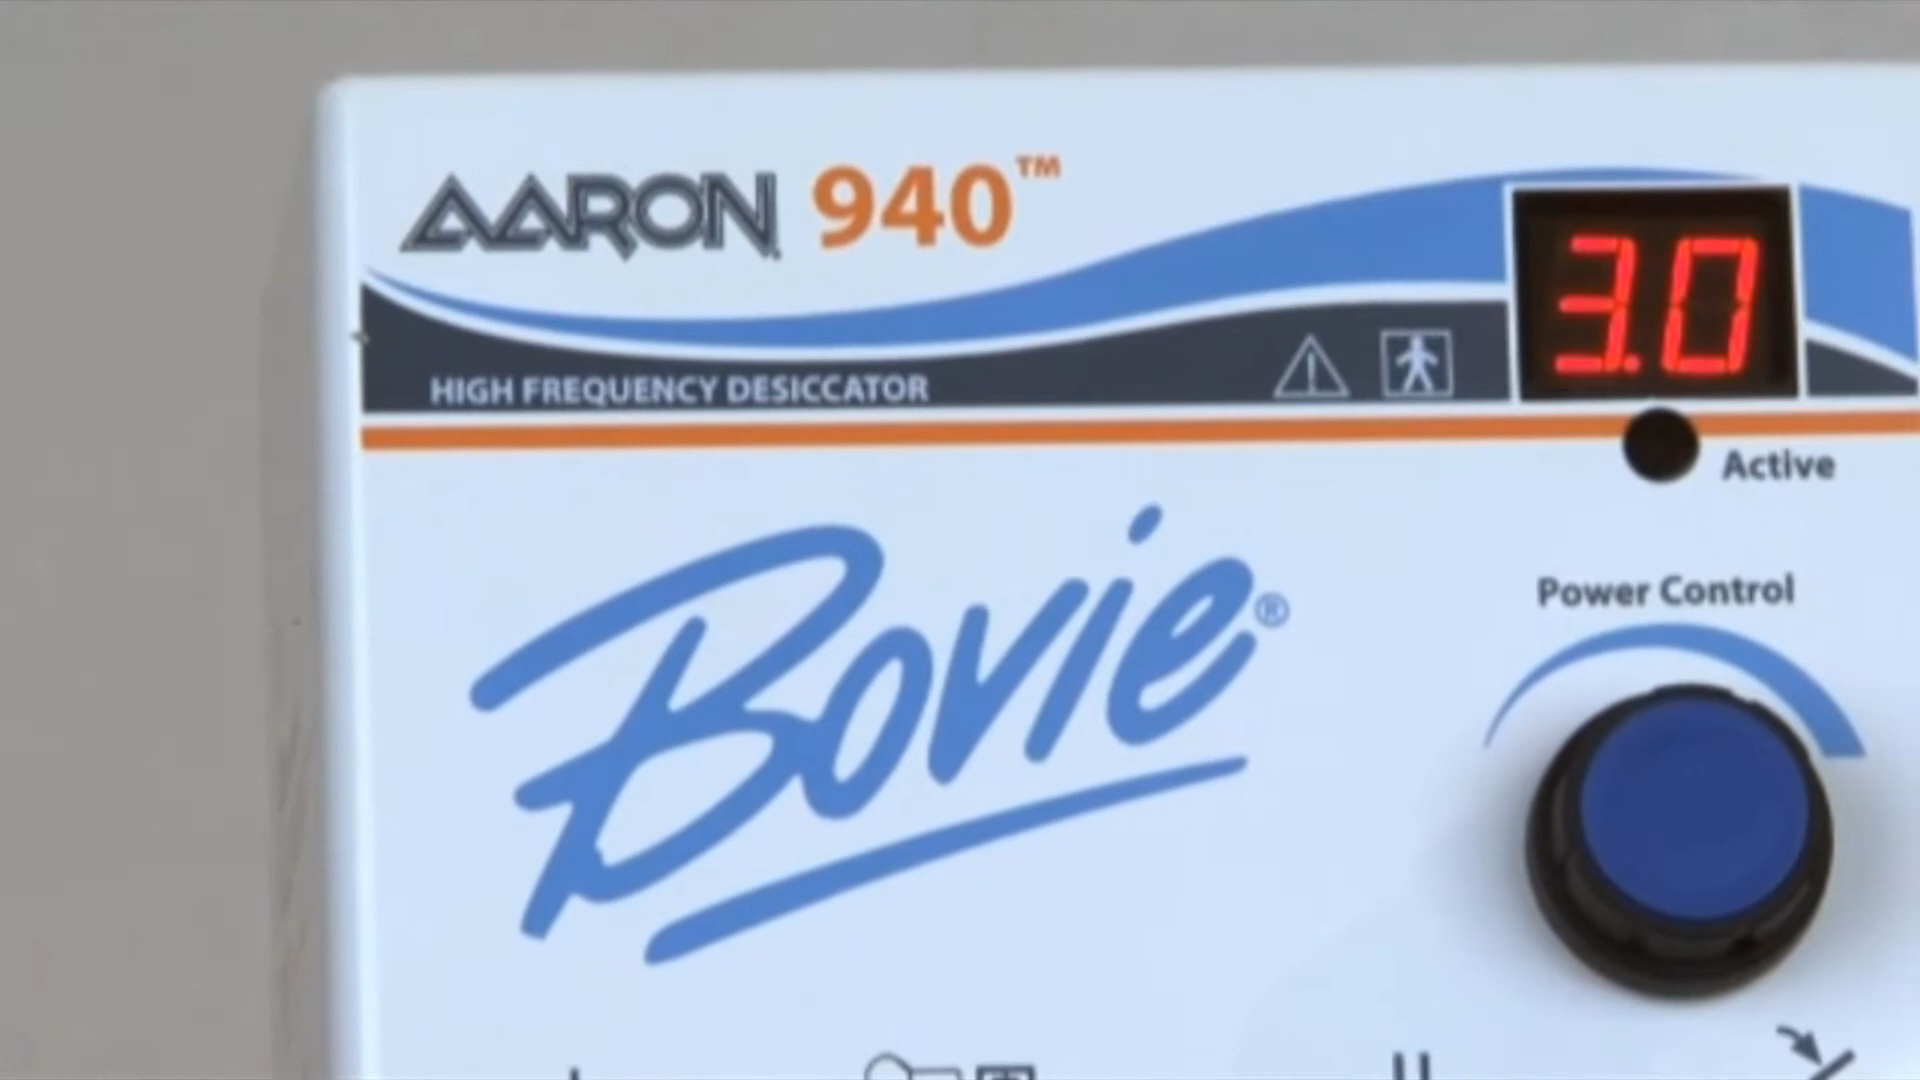 AARON 940™
3.0
HIGH FREQUENCY DESICCATOR
Active
Bovie®
Power Control